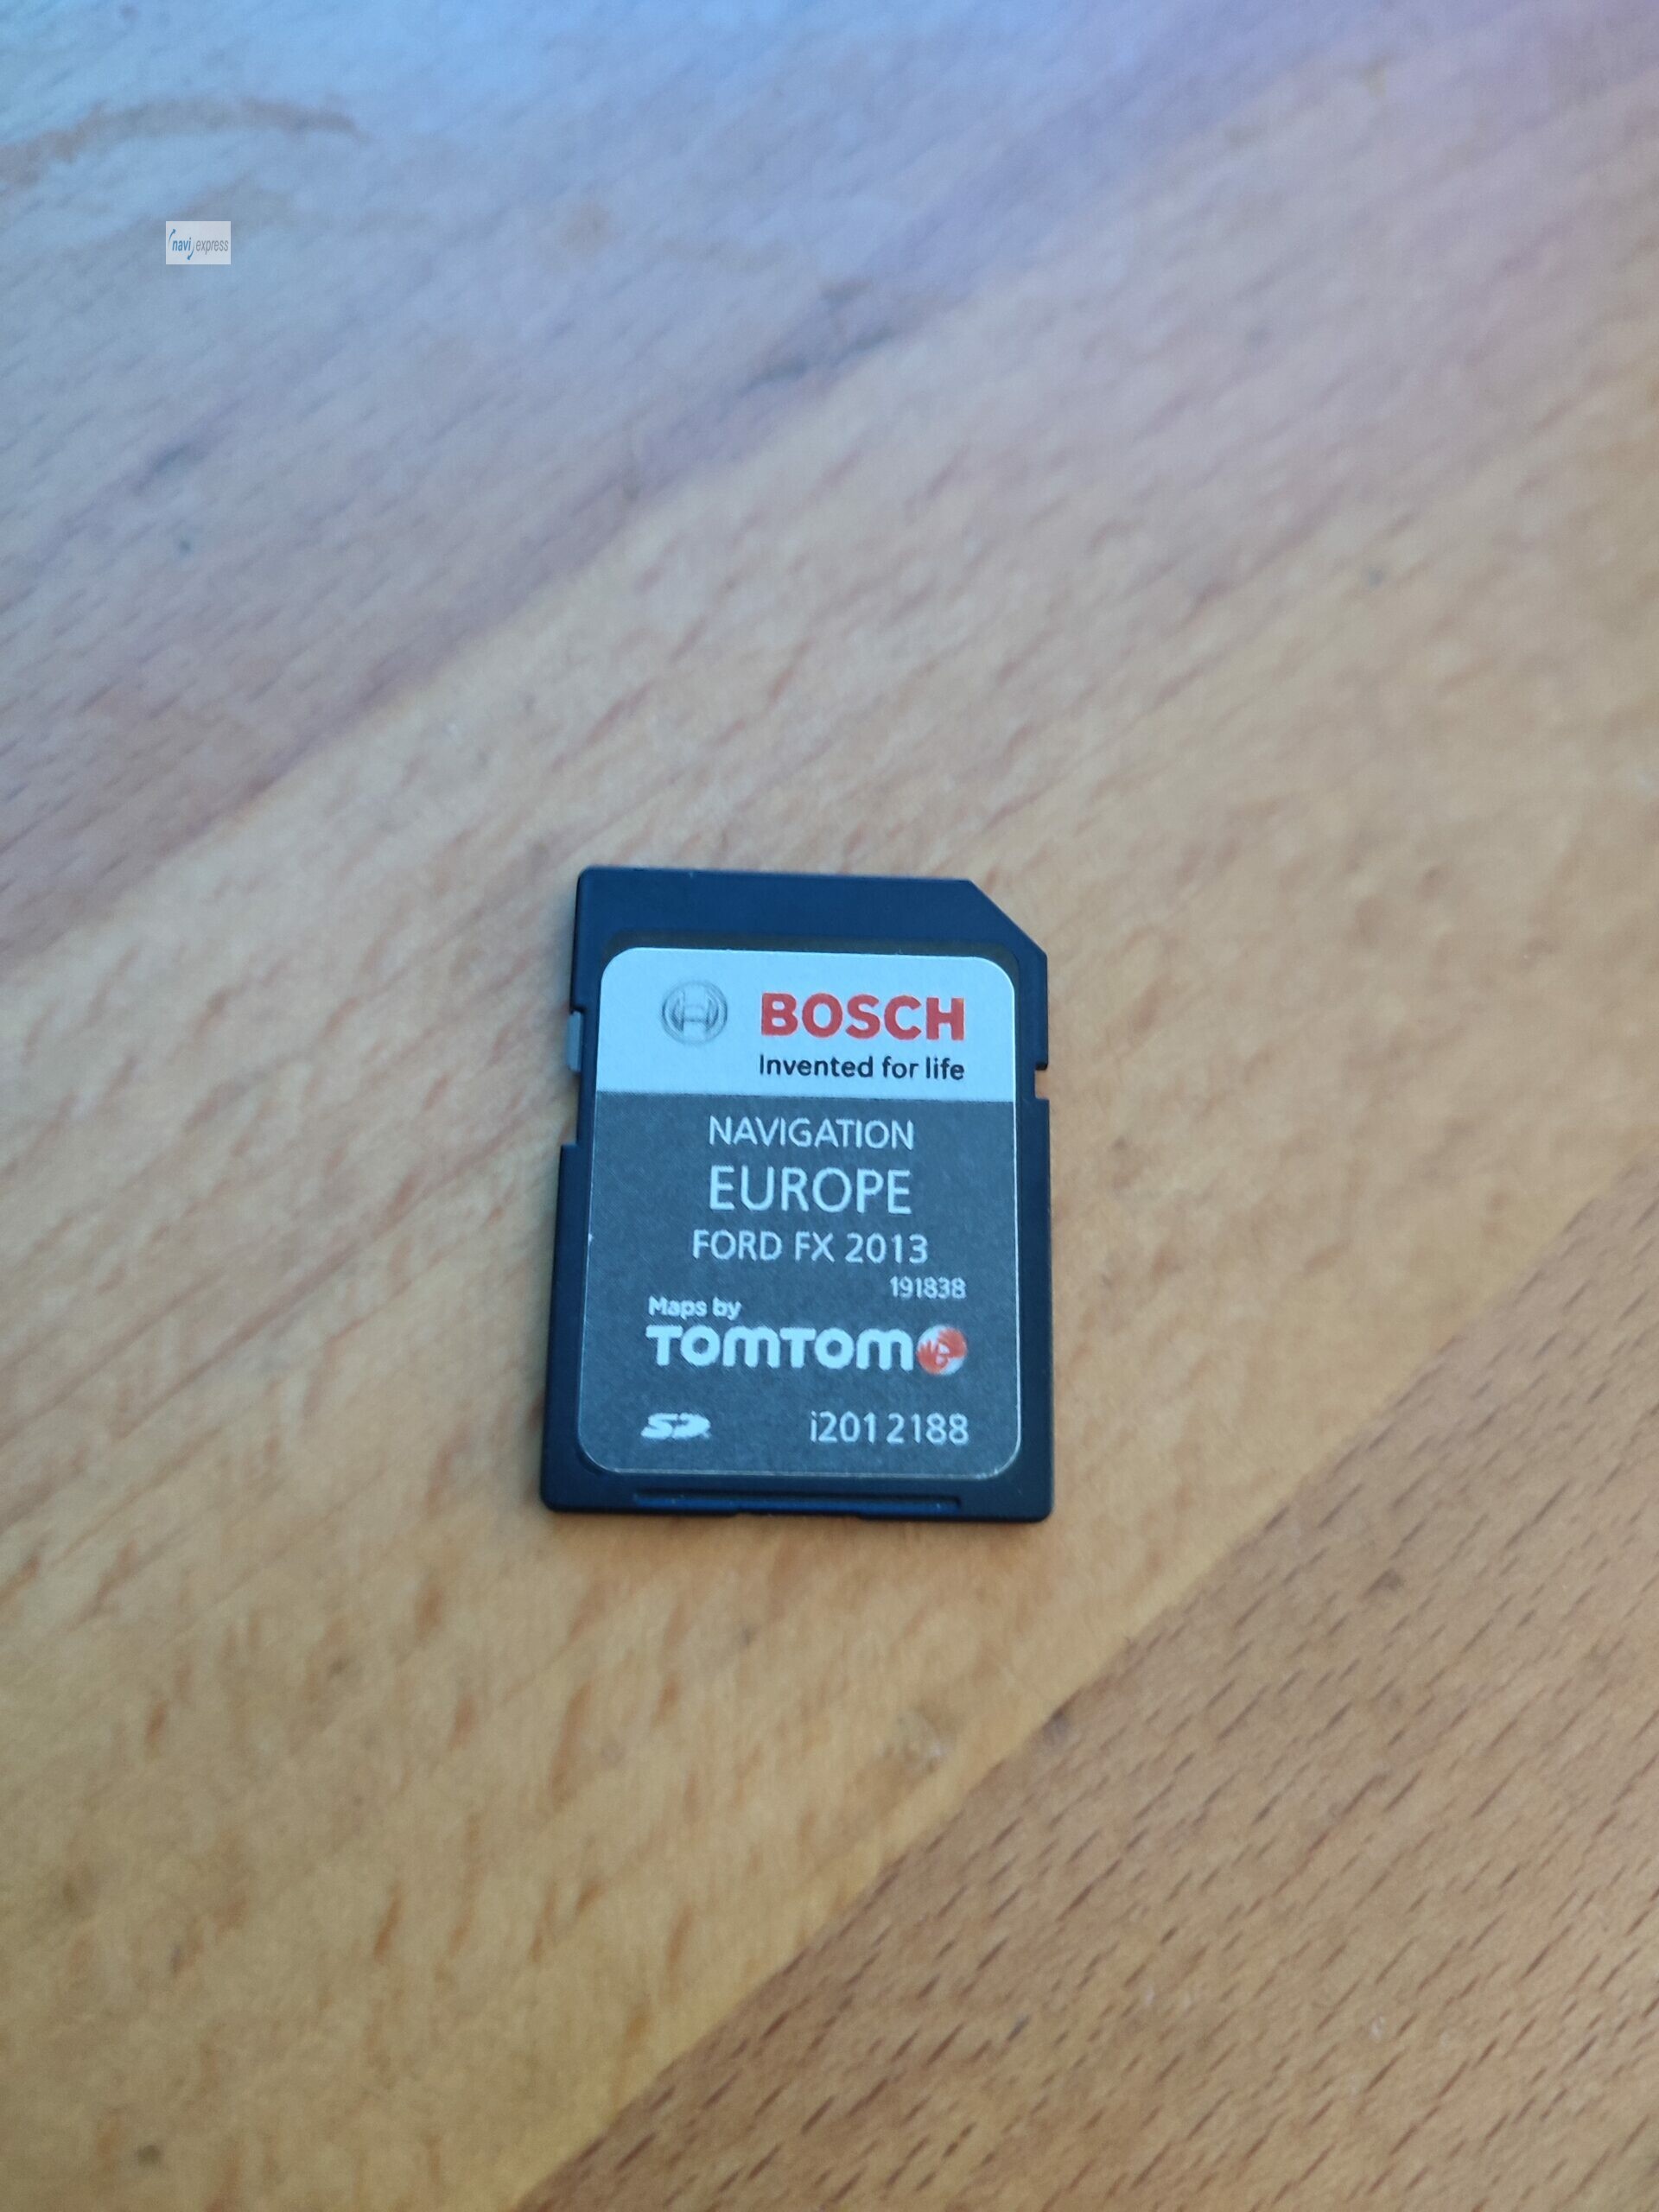 navi express
BOSCH
Invented for life
NAVIGATION
EUROPE
FORD FX 2013
191838
Maps by
TOMTOM
SD
i201 2188